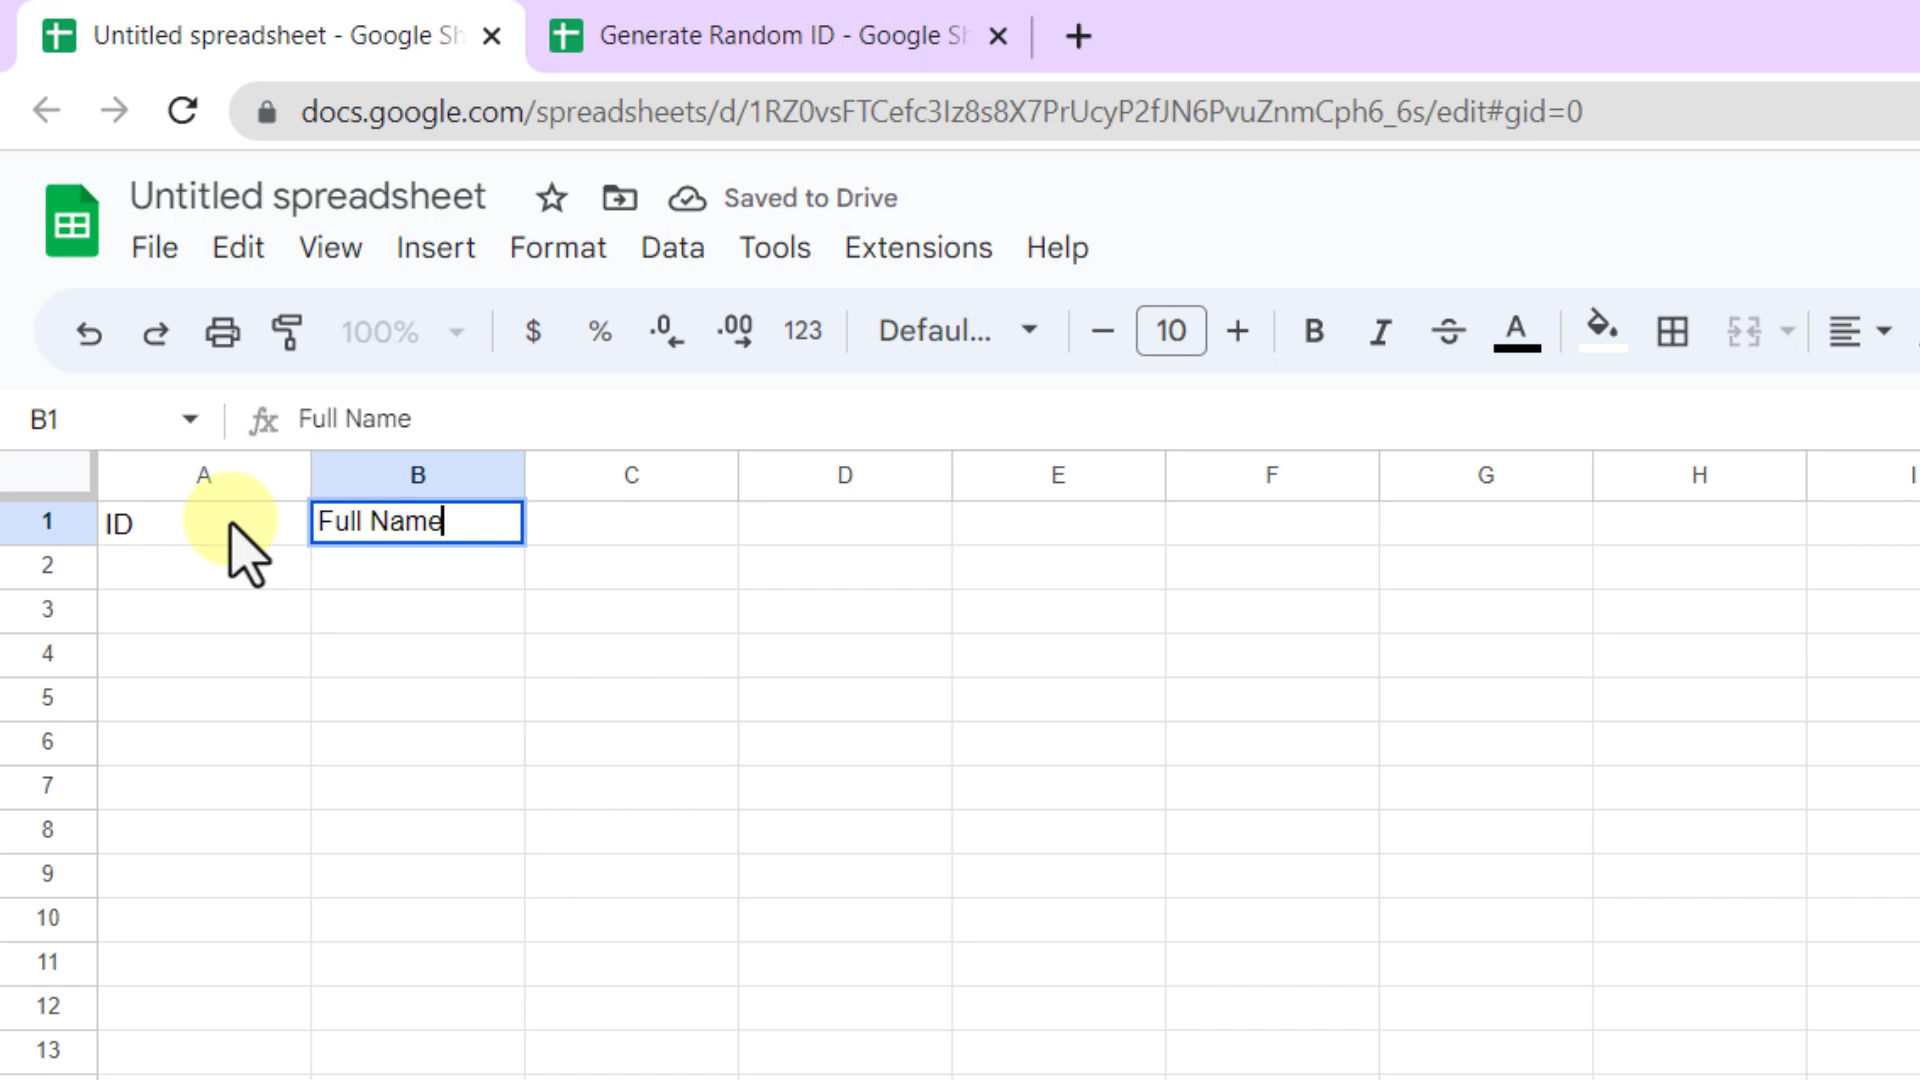 Untitled spreadsheet - Google Sh
Generate Random ID - Google Sh
docs.google.com/spreadsheets/d/1RZ0vsFTCefc3Iz8s8X7PrUcyP2fJN6PvuZnmCph6_6s/edit#gid=0
Untitled spreadsheet Saved to Drive
File Edit View Insert Format Data Tools Extensions Help
100% $ % .0 .00 123 Defaul... 10 B I S A
B1 fx Full Name
A B C D E F G H I
1 ID Full Name
2
3
4
5
6
7
8
9
10
11
12
13